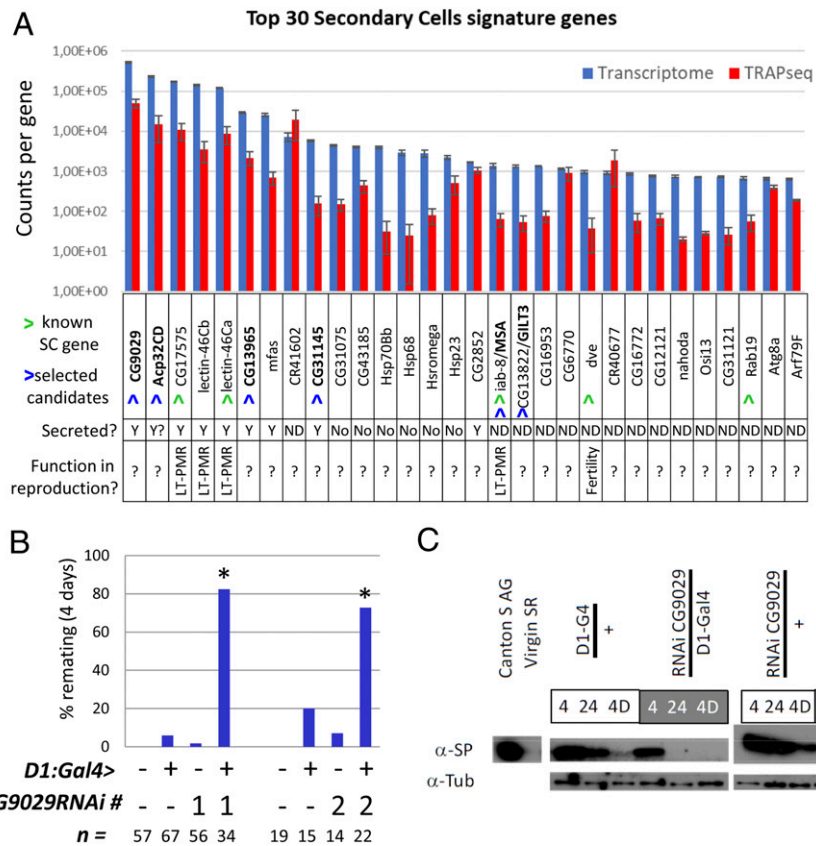 A
Top 30 Secondary Cells signature genes
Transcriptome TRAPseq
Counts per gene
1,00E+06
1,00E+05
1,00E+04
1,00E+03
1,00E+02
1,00E+01
1,00E+00
> known SC gene
>selected candidates
CG9029
Acp32CD
CG17575
lectin-46Cb
lectin-46Ca
CG13965
mfas
CR41602
CG31145
CG31075
CG43185
Hsp70Bb
Hsp68
Hsromega
Hsp23
CG2852
iab-8/MSA
CG13822/GILT3
CG16953
CG6770
dve
CR40677
CG16772
CG12121
nahoda
Osi13
CG31121
Rab19
Atg8a
Arf79F
Secreted? Y Y? Y Y Y Y Y ND Y No No No No No No Y ND ND ND ND ND ND ND ND ND ND ND ND ND ND
Function in reproduction? ? ? LT-PMR LT-PMR LT-PMR ? ? ? ? ? ? ? ? ? ? ? LT-PMR ? ? ? Fertility ? ? ? ? ? ? ? ? ?
B
% remating (4 days)
100
80
60
40
20
0
* *
D1:Gal4> - + - + - + - +
G9029RNAi # - - 1 1 - - 2 2
n = 57 67 56 34 19 15 14 22
C
Canton S AG
Virgin SR
D1-G4
+
RNAi CG9029
D1-Gal4
RNAi CG9029
+
4 24 4D 4 24 4D 4 24 4D
α-SP
α-Tub